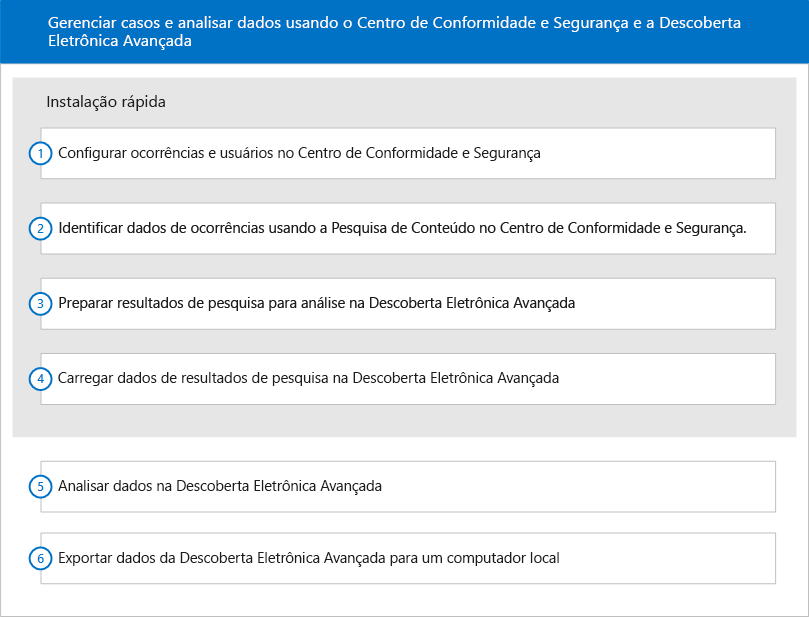 Gerenciar casos e analisar dados usando o Centro de Conformidade e Segurança e a Descoberta
Eletrônica Avançada
Instalação rápida
1 Configurar ocorrências e usuários no Centro de Conformidade e Segurança
2 Identificar dados de ocorrências usando a Pesquisa de Conteúdo no Centro de Conformidade e Segurança.
3 Preparar resultados de pesquisa para análise na Descoberta Eletrônica Avançada
4 Carregar dados de resultados de pesquisa na Descoberta Eletrônica Avançada
5 Analisar dados na Descoberta Eletrônica Avançada
6 Exportar dados da Descoberta Eletrônica Avançada para um computador local